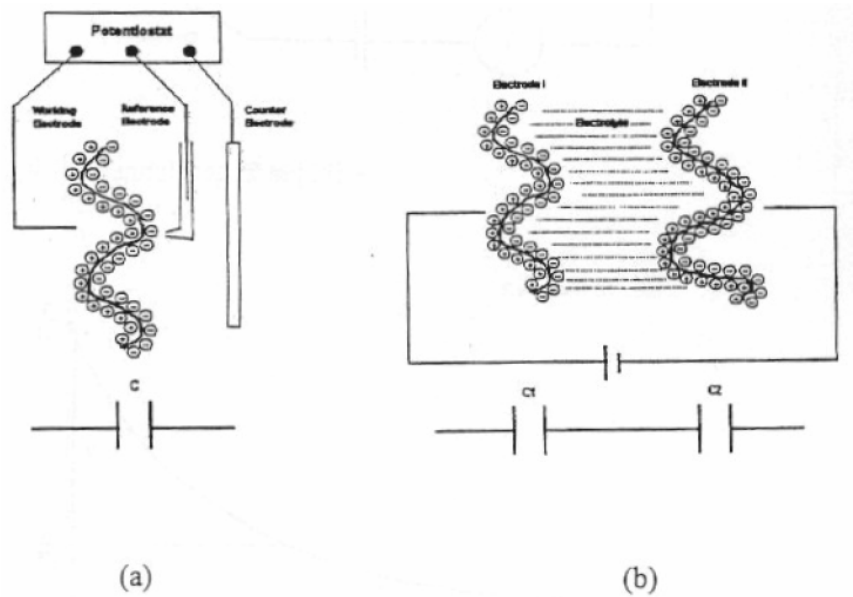 Potentiostat
Working
Electrode
Reference
Electrode
Counter
Electrode
C
(a)
Electrode I
Electrode II
Electrolyte
C1
C2
(b)